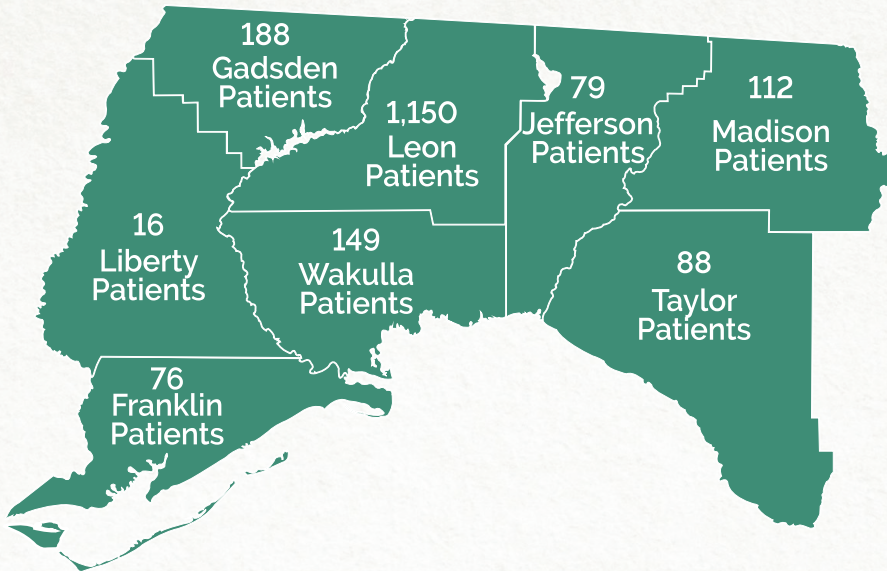 188
Gadsden
Patients
1,150
Leon
Patients
79
Jefferson
Patients
112
Madison
Patients
16
Liberty
Patients
149
Wakulla
Patients
88
Taylor
Patients
76
Franklin
Patients